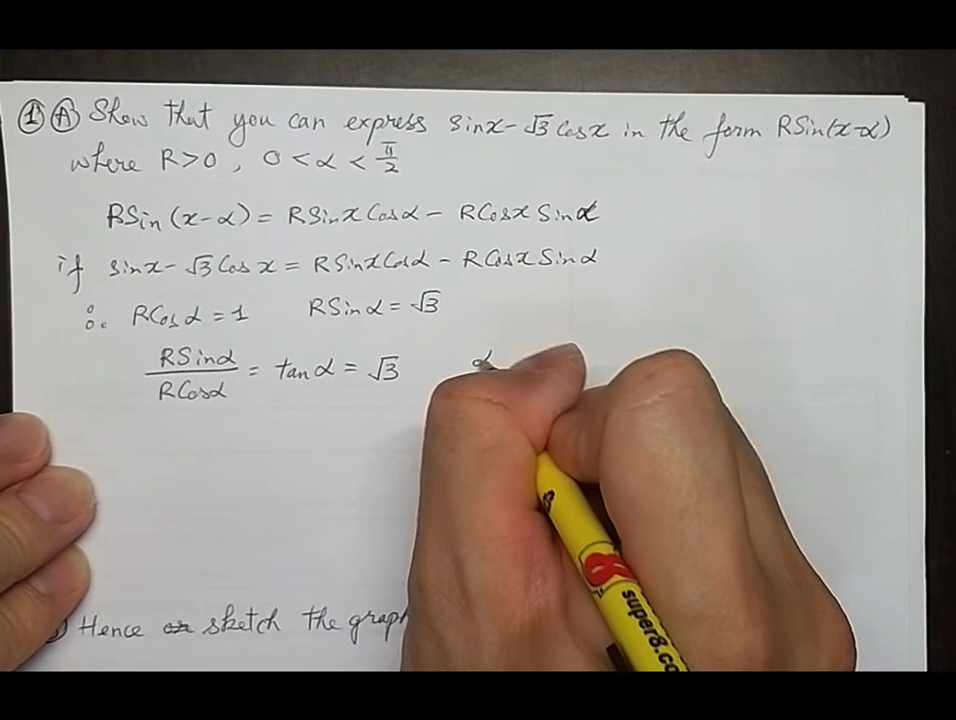 ① Ⓐ Show that you can express sinx - √3 Cosx in the form RSin(x-α)
where R>0, 0 < α < π/2
RSin (x-α) = RSinx Cosα - RCosx Sinα
if sinx - √3 Cosx = RSinx Cosα - RCosx Sinα
∴ RCosα = 1 RSinα = √3
RSinα/RCosα = tanα = √3 α
Hence sketch the graph
super8.co